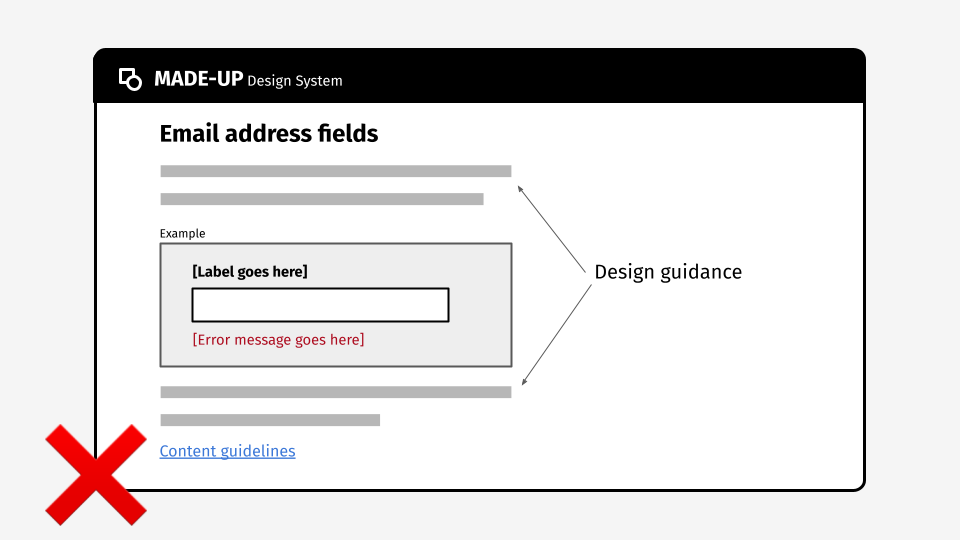 MADE-UP Design System
Email address fields
Example
[Label goes here]
[Error message goes here]
Design guidance
Content guidelines